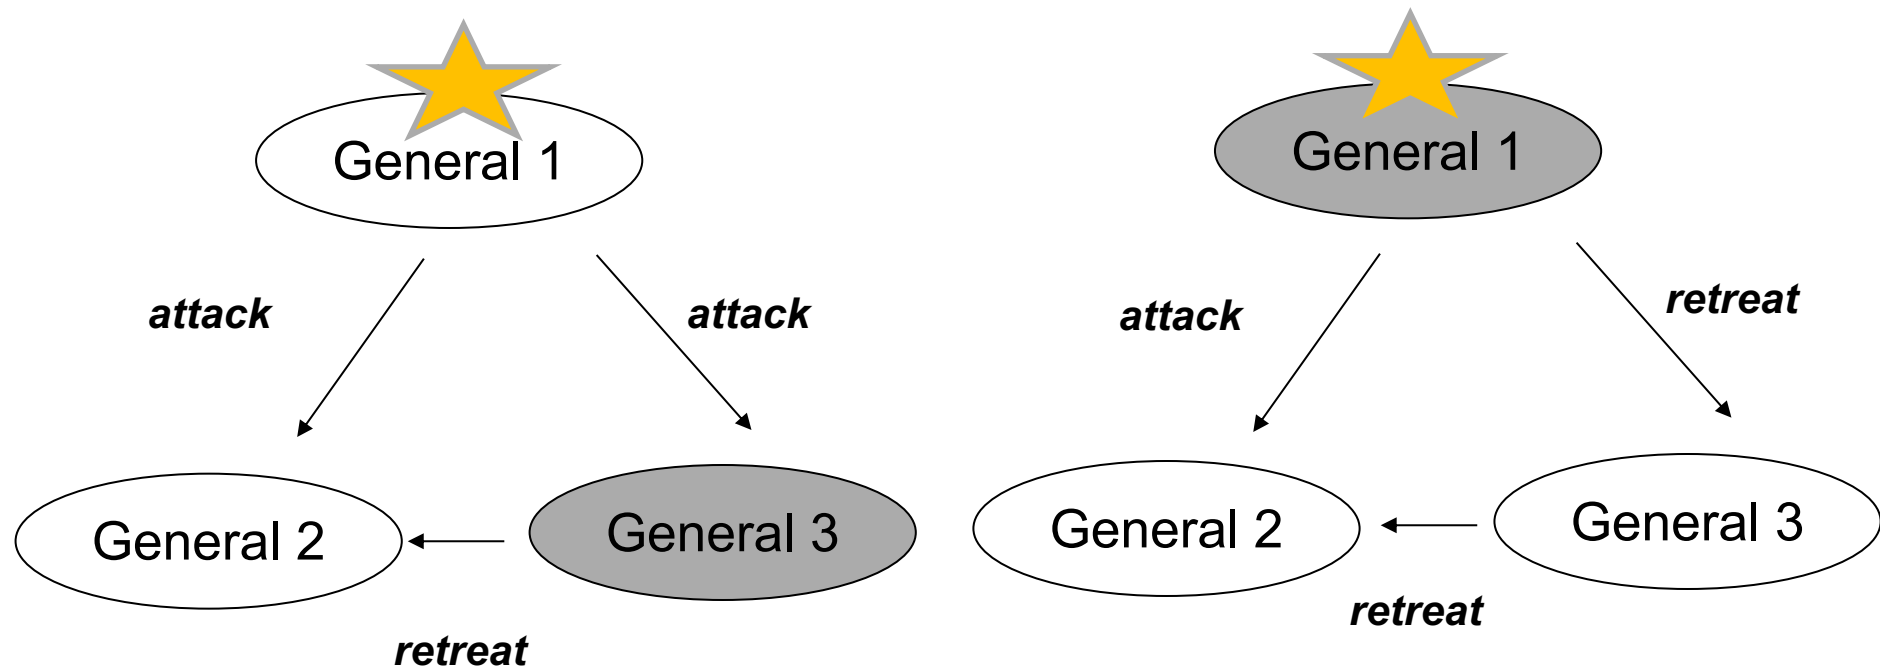 General 1
attack
attack
General 2
General 3
retreat
General 1
attack
retreat
General 2
General 3
retreat